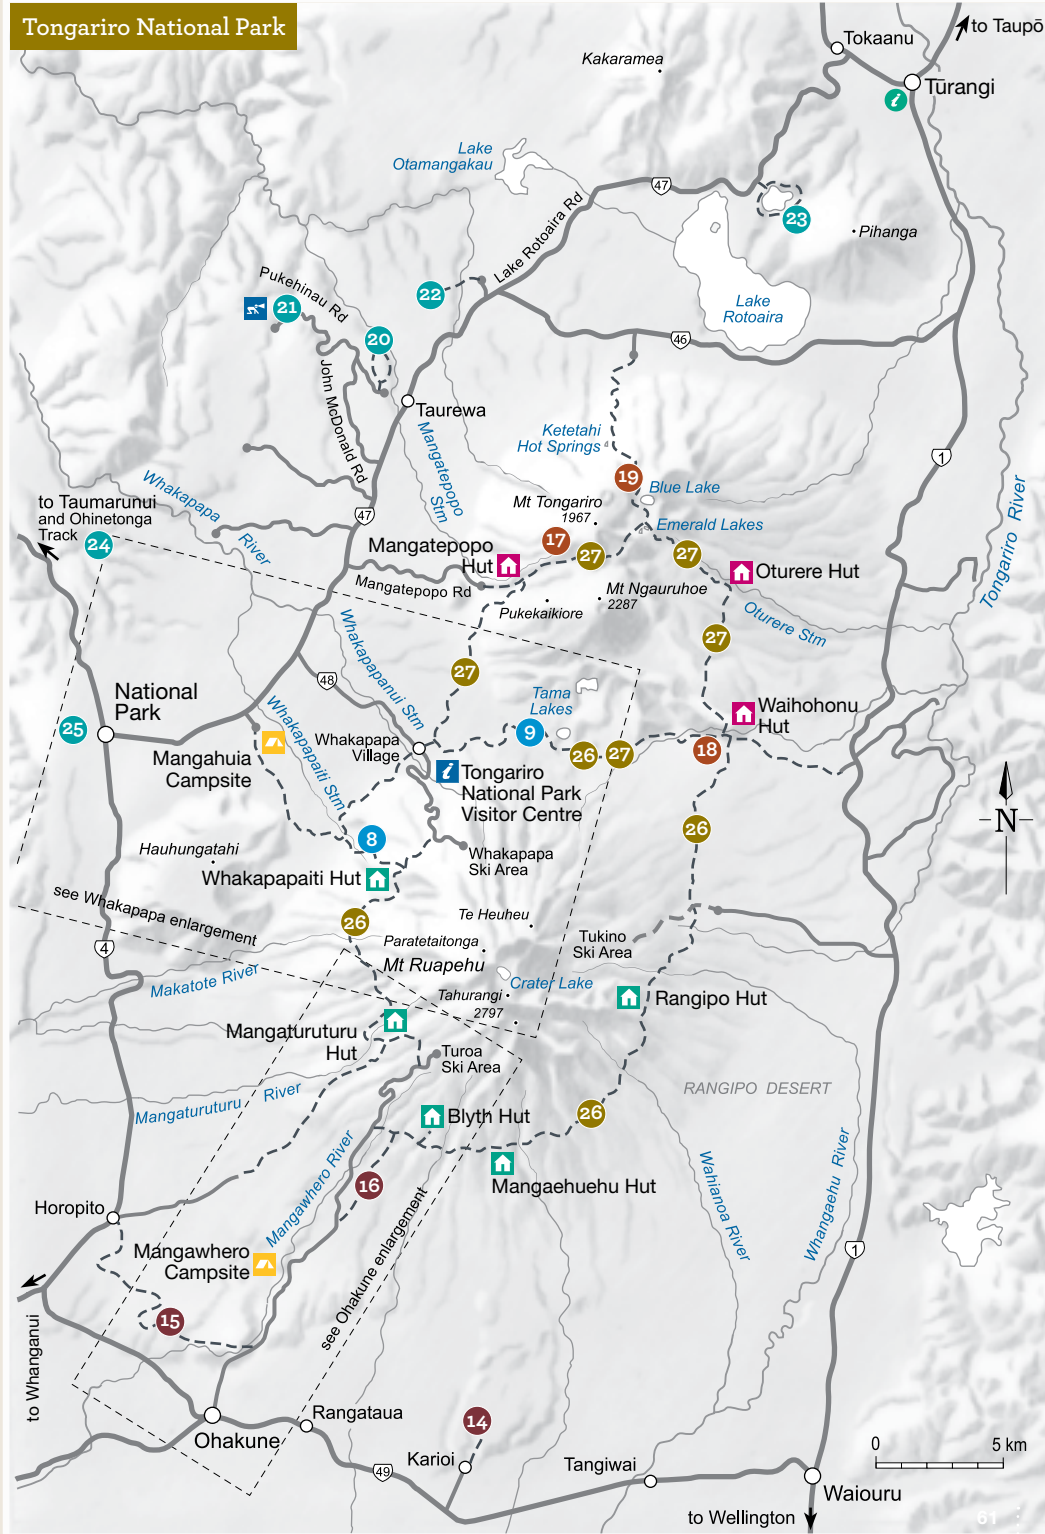 Tongariro National Park
to Taupō
Tokaanu
Kakaramea
Tūrangi
i
Lake
Otamangakau
47
Lake Rotoaira Rd
23
Pihanga
Pukehinau Rd
22
21
Lake
Rotoaira
20
46
John McDonald Rd
Taurewa
Mangatepopo
Stm
Ketetahi
Hot Springs
1
Whakapapa
River
19
Blue Lake
to Taumarunui
and Ohinetonga
Track
24
47
Mt Tongariro
1967
Emerald Lakes
Tongariro River
Mangatepopo
Hut
17
27
27
Oturere Hut
Mangatepopo Rd
Mt Ngauruhoe
2287
Pukekaikiore
Oturere Stm
Whakapapanui Stm
27
27
48
National
Park
25
Tama
Lakes
Waihohonu
Hut
Whakapapaiti Stm
9
Whakapapa
Village
Mangahuia
Campsite
26
27
18
i
Tongariro
National Park
Visitor Centre
N
8
26
Hauhungatahi
Whakapapa
Ski Area
Whakapapaiti Hut
see Whakapapa enlargement
26
Te Heuheu
4
Paratetaitonga
Tukino
Ski Area
Mt Ruapehu
Makatote River
Crater Lake
Tahurangi
2797
Rangipo Hut
Mangaturuturu
Hut
Turoa
Ski Area
RANGIPO DESERT
Mangaturuturu
River
Blyth Hut
26
Mangawhero River
16
Mangaehuehu Hut
Wahianoa River
Whangaehu River
Horopito
see Ohakune enlargement
Mangawhero
Campsite
1
15
to Whanganui
Rangataua
14
Ohakune
0
5 km
Karioi
49
Tangiwai
Waiouru
to Wellington
61